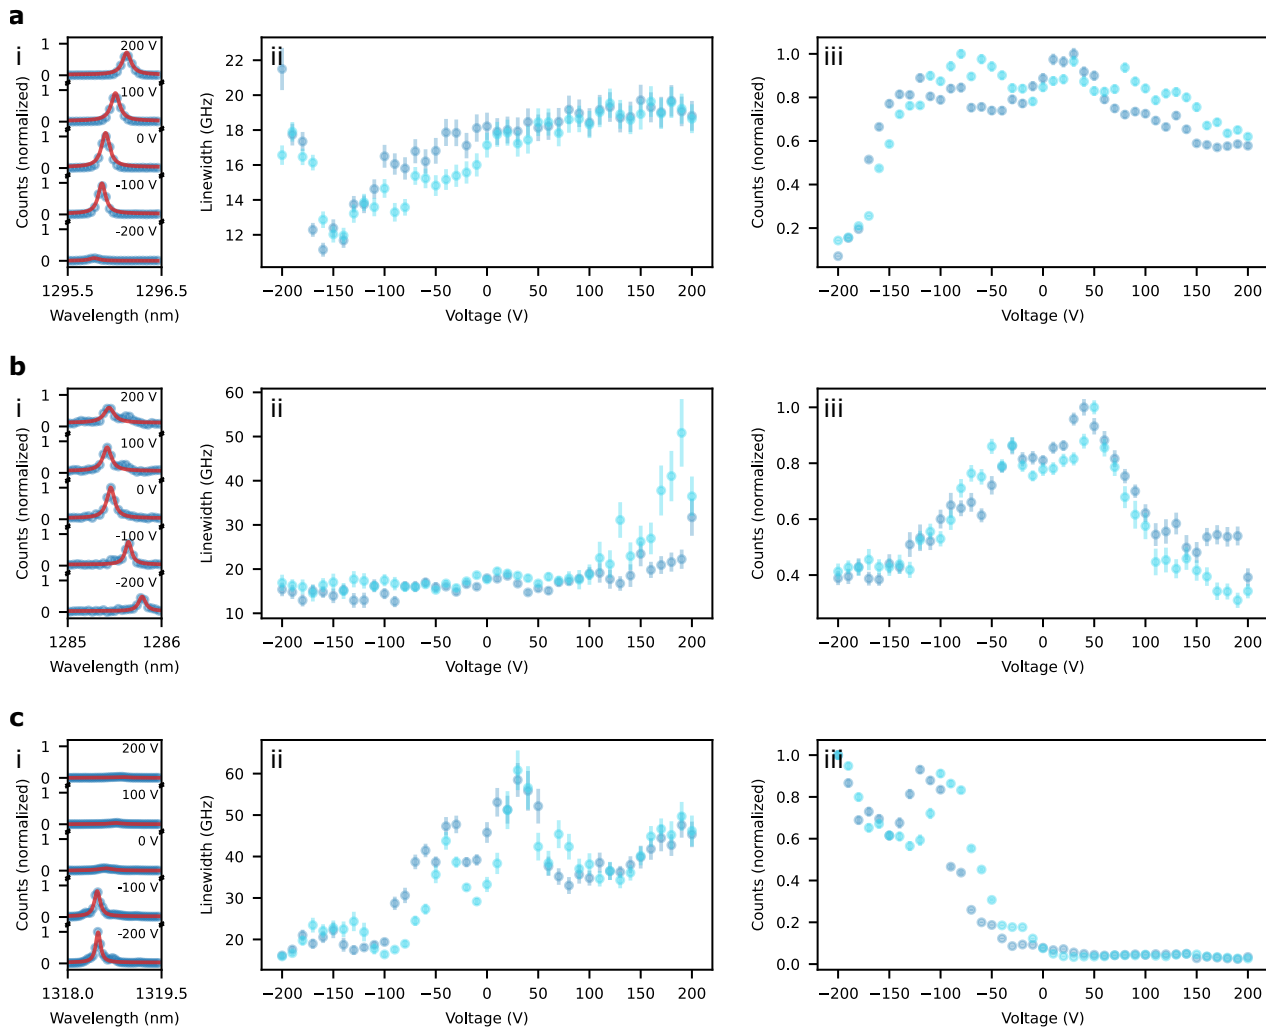 a
i
Counts (normalized)
1
0
200 V
1
0
100 V
1
0
0 V
1
0
-100 V
1
0
-200 V
1295.5 1296.5
Wavelength (nm)
ii
Linewidth (GHz)
22
20
18
16
14
12
−200 −150 −100 −50 0 50 100 150 200
Voltage (V)
iii
Counts (normalized)
1.0
0.8
0.6
0.4
0.2
−200 −150 −100 −50 0 50 100 150 200
Voltage (V)
b
i
Counts (normalized)
1
0
200 V
1
0
100 V
1
0
0 V
1
0
-100 V
1
0
-200 V
1285 1286
Wavelength (nm)
ii
Linewidth (GHz)
60
50
40
30
20
10
−200 −150 −100 −50 0 50 100 150 200
Voltage (V)
iii
Counts (normalized)
1.0
0.8
0.6
0.4
−200 −150 −100 −50 0 50 100 150 200
Voltage (V)
c
i
Counts (normalized)
1
0
200 V
1
0
100 V
1
0
0 V
1
0
-100 V
1
0
-200 V
1318.0 1319.5
Wavelength (nm)
ii
Linewidth (GHz)
60
50
40
30
20
−200 −150 −100 −50 0 50 100 150 200
Voltage (V)
iii
Counts (normalized)
1.0
0.8
0.6
0.4
0.2
0.0
−200 −150 −100 −50 0 50 100 150 200
Voltage (V)